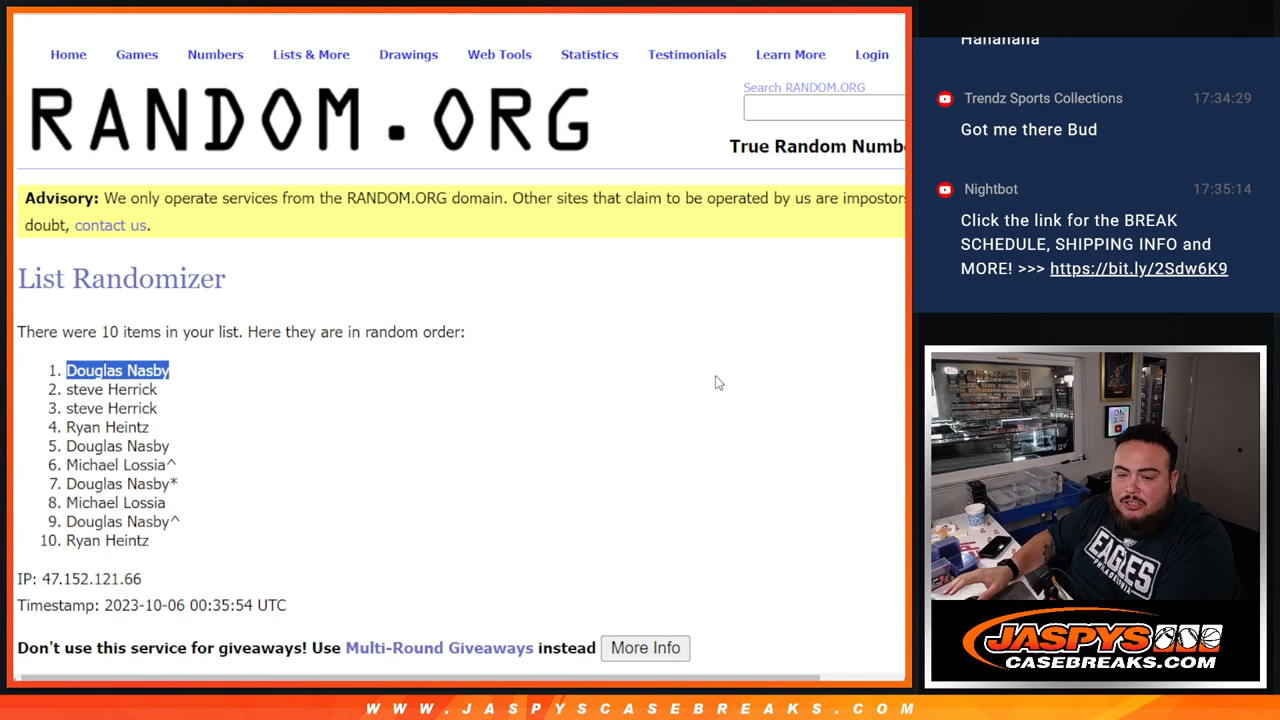 Home Games Numbers Lists & More Drawings Web Tools Statistics Testimonials Learn More Login
RANDOM.ORG
Search RANDOM.ORG
True Random Numbe
Advisory: We only operate services from the RANDOM.ORG domain. Other sites that claim to be operated by us are impostors
doubt, contact us.
List Randomizer
There were 10 items in your list. Here they are in random order:
1. Douglas Nasby
2. steve Herrick
3. steve Herrick
4. Ryan Heintz
5. Douglas Nasby
6. Michael Lossia^
7. Douglas Nasby*
8. Michael Lossia
9. Douglas Nasby^
10. Ryan Heintz
IP: 47.152.121.66
Timestamp: 2023-10-06 00:35:54 UTC
Don't use this service for giveaways! Use Multi-Round Giveaways instead More Info
Hahahaha
Trendz Sports Collections 17:34:29
Got me there Bud
Nightbot 17:35:14
Click the link for the BREAK
SCHEDULE, SHIPPING INFO and
MORE! >>> https://bit.ly/2Sdw6K9
ON
AIR
EAGLES
PHILADELPHIA
JASPYS
CASEBREAKS.COM
WWW.JASPYSCASEBREAKS.COM